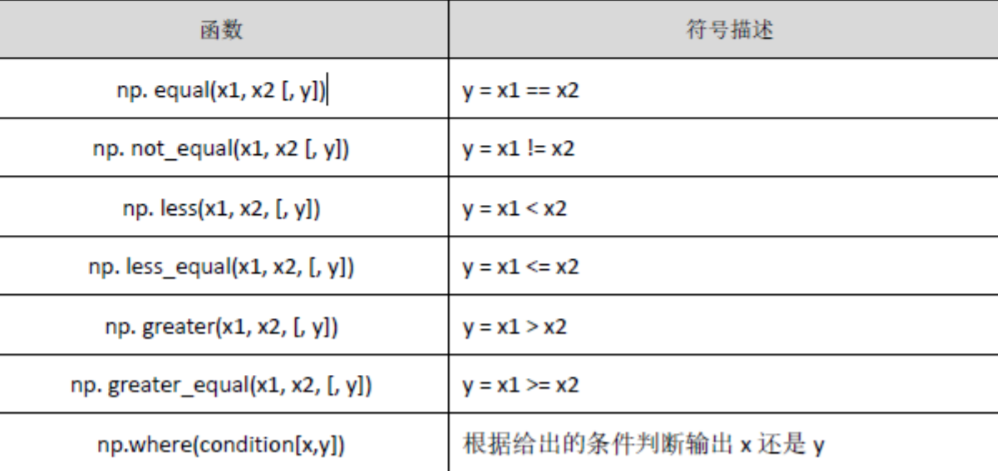 函数 符号描述
np. equal(x1, x2 [, y]) y = x1 == x2
np. not_equal(x1, x2 [, y]) y = x1 != x2
np. less(x1, x2, [, y]) y = x1 < x2
np. less_equal(x1, x2, [, y]) y = x1 <= x2
np. greater(x1, x2, [, y]) y = x1 > x2
np. greater_equal(x1, x2, [, y]) y = x1 >= x2
np.where(condition[x,y]) 根据给出的条件判断输出 x 还是 y